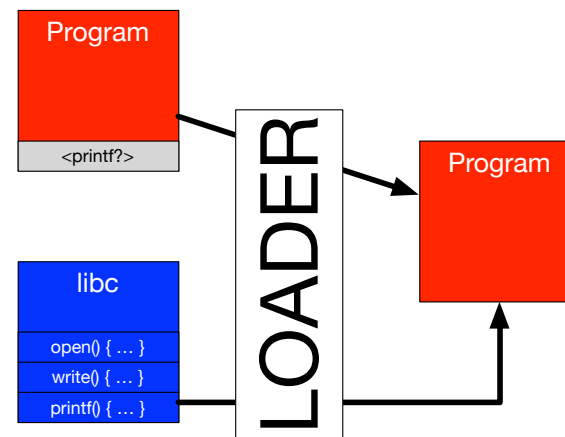 Program
<printf?>
libc
open() { … }
write() { … }
printf() { … }
LOADER
Program